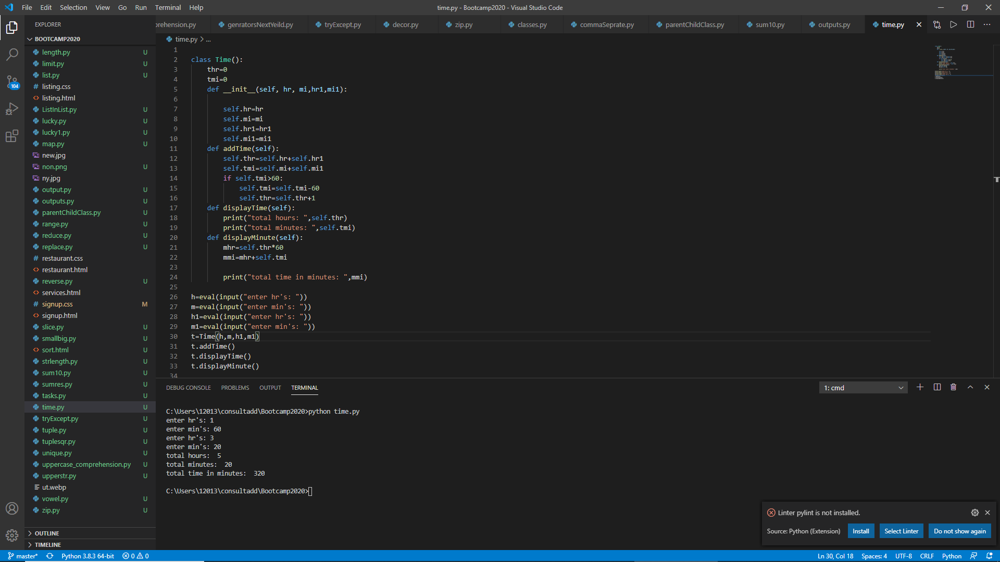 File Edit Selection View Go Run Terminal Help
time.py - Bootcamp2020 - Visual Studio Code
EXPLORER
prehension.py genratorsNextYeild.py tryExcept.py decor.py zip.py classes.py commaSeprate.py parentChildClass.py sum10.py outputs.py time.py
BOOTCAMP2020
time.py > ...
length.py U
limit.py U
list.py U
listing.css
listing.html
ListInList.py U
lucky.py U
lucky1.py U
map.py U
new.jpg
non.png U
ny.jpg
output.py U
outputs.py U
parentChildClass.py U
range.py U
reduce.py U
replace.py U
restaurant.css
restaurant.html
reverse.py U
services.html
signup.css M
signup.html
slice.py U
smallbig.py U
sort.html U
strlength.py U
sum10.py U
sumres.py U
tasks.py U
time.py U
tryExcept.py U
tuple.py U
tuplesqr.py U
unique.py U
uppercase_comprehension.py U
upperstr.py U
ut.webp
vowel.py U
zip.py U
OUTLINE
TIMELINE
104
1
2 class Time():
3 thr=0
4 tmi=0
5 def __init__(self, hr, mi,hr1,mi1):
6
7 self.hr=hr
8 self.mi=mi
9 self.hr1=hr1
10 self.mi1=mi1
11 def addTime(self):
12 self.thr=self.hr+self.hr1
13 self.tmi=self.mi+self.mi1
14 if self.tmi>60:
15 self.tmi=self.tmi-60
16 self.thr=self.thr+1
17 def displayTime(self):
18 print("total hours: ",self.thr)
19 print("total minutes: ",self.tmi)
20 def displayMinute(self):
21 mhr=self.thr*60
22 mmi=mhr+self.tmi
23
24 print("total time in minutes: ",mmi)
25
26 h=eval(input("enter hr's: "))
27 m=eval(input("enter min's: "))
28 h1=eval(input("enter hr's: "))
29 m1=eval(input("enter min's: "))
30 t=Time(h,m,h1,m1)
31 t.addTime()
32 t.displayTime()
33 t.displayMinute()
34
DEBUG CONSOLE PROBLEMS OUTPUT TERMINAL
1: cmd
C:\Users\12013\consultadd\Bootcamp2020>python time.py
enter hr's: 1
enter min's: 60
enter hr's: 3
enter min's: 20
total hours:  5
total minutes:  20
total time in minutes:  320
C:\Users\12013\consultadd\Bootcamp2020>
Linter pylint is not installed.
Source: Python (Extension) Install Select Linter Do not show again
master* Python 3.8.3 64-bit 0 0 Ln 30, Col 18 Spaces: 4 UTF-8 CRLF Python